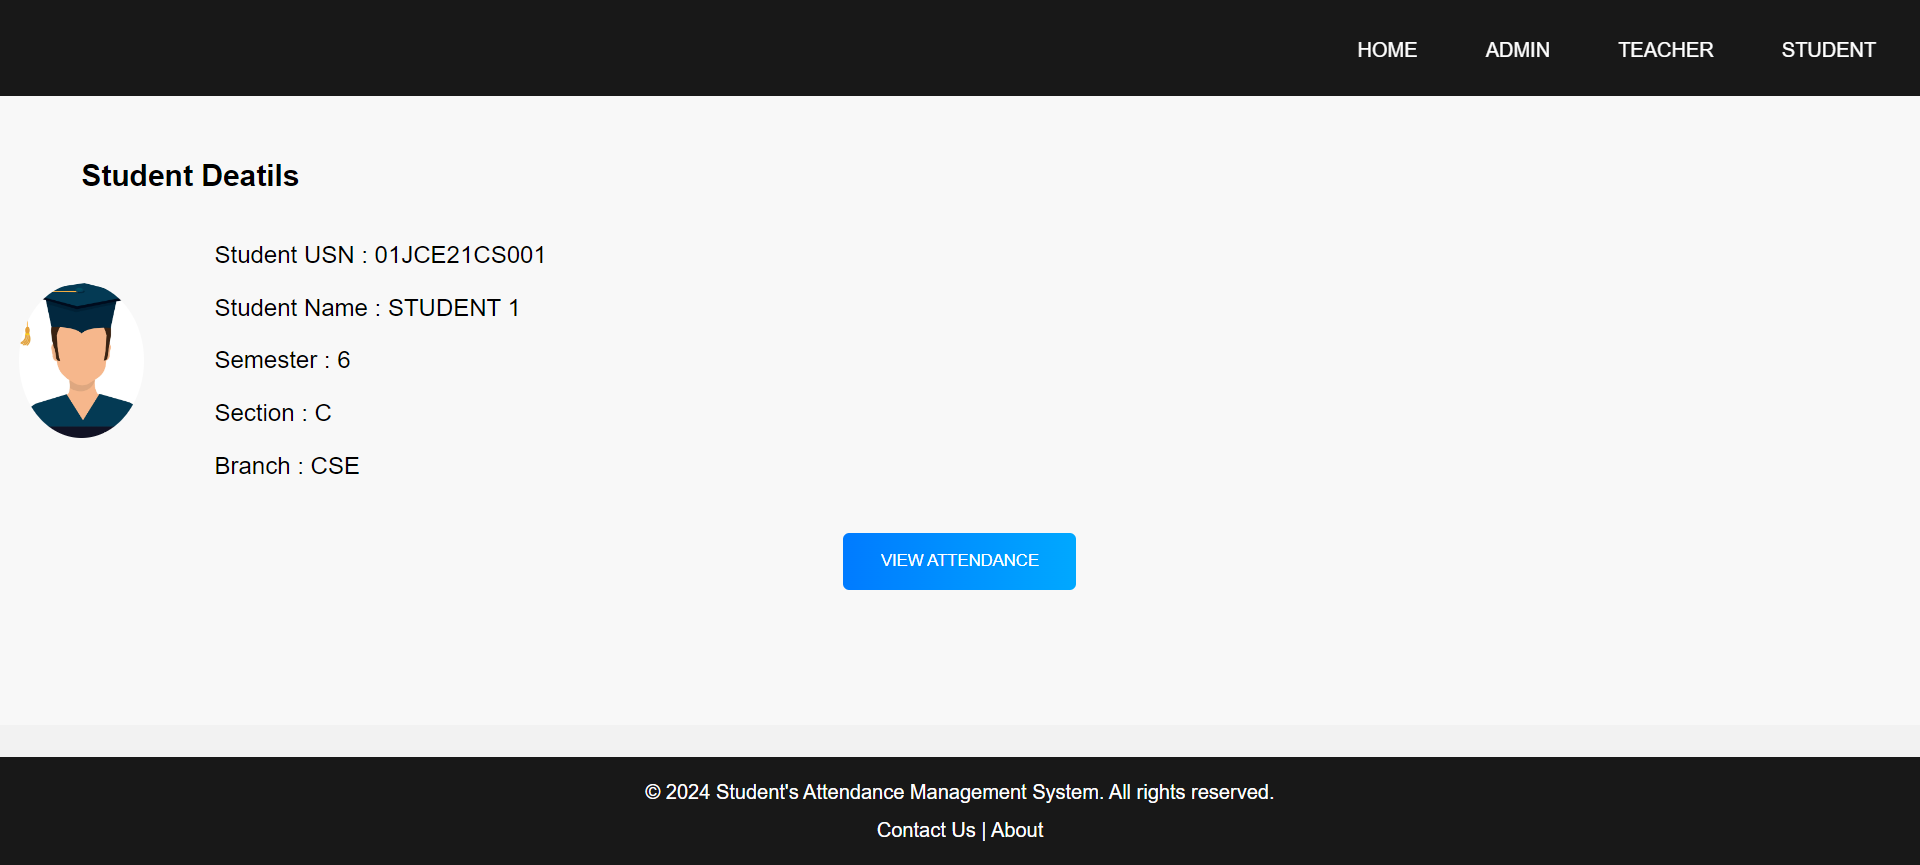 HOME ADMIN TEACHER STUDENT
Student Deatils
Student USN : 01JCE21CS001
Student Name : STUDENT 1
Semester : 6
Section : C
Branch : CSE
VIEW ATTENDANCE
© 2024 Student's Attendance Management System. All rights reserved.
Contact Us | About